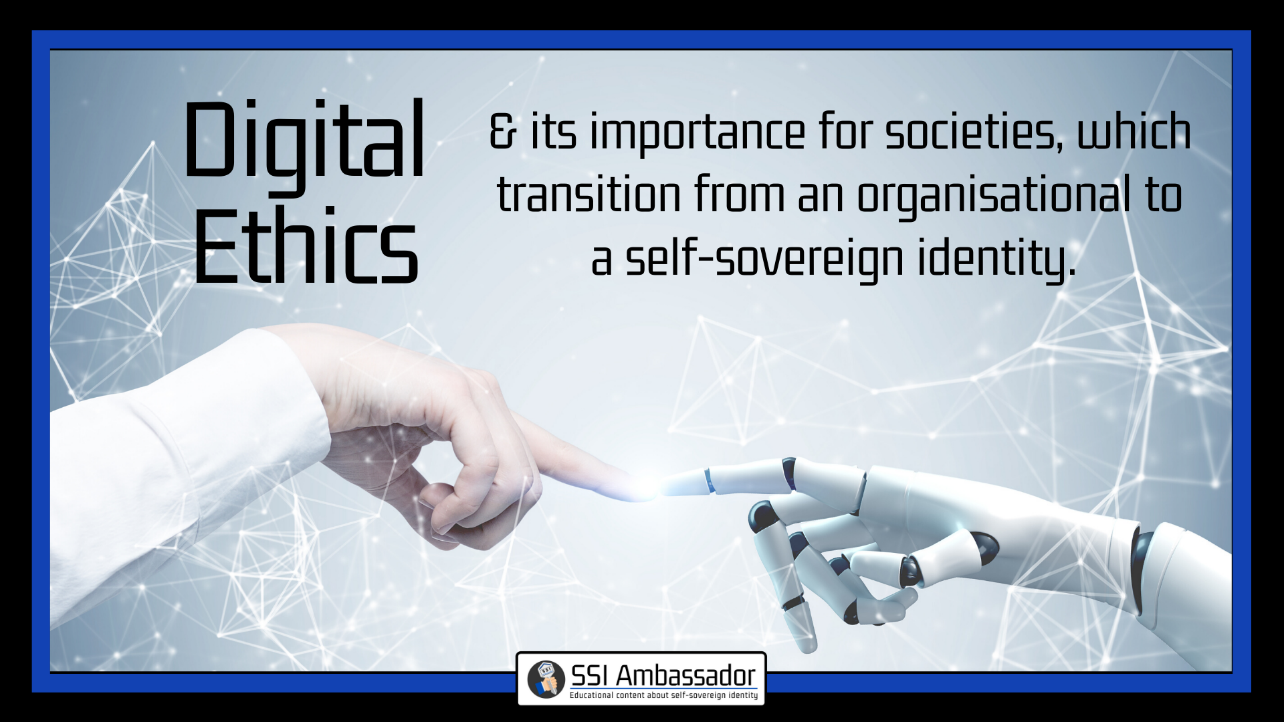 Digital
Ethics
& its importance for societies, which
transition from an organisational to
a self-sovereign identity.
SSI Ambassador
Educational content about self-sovereign identity